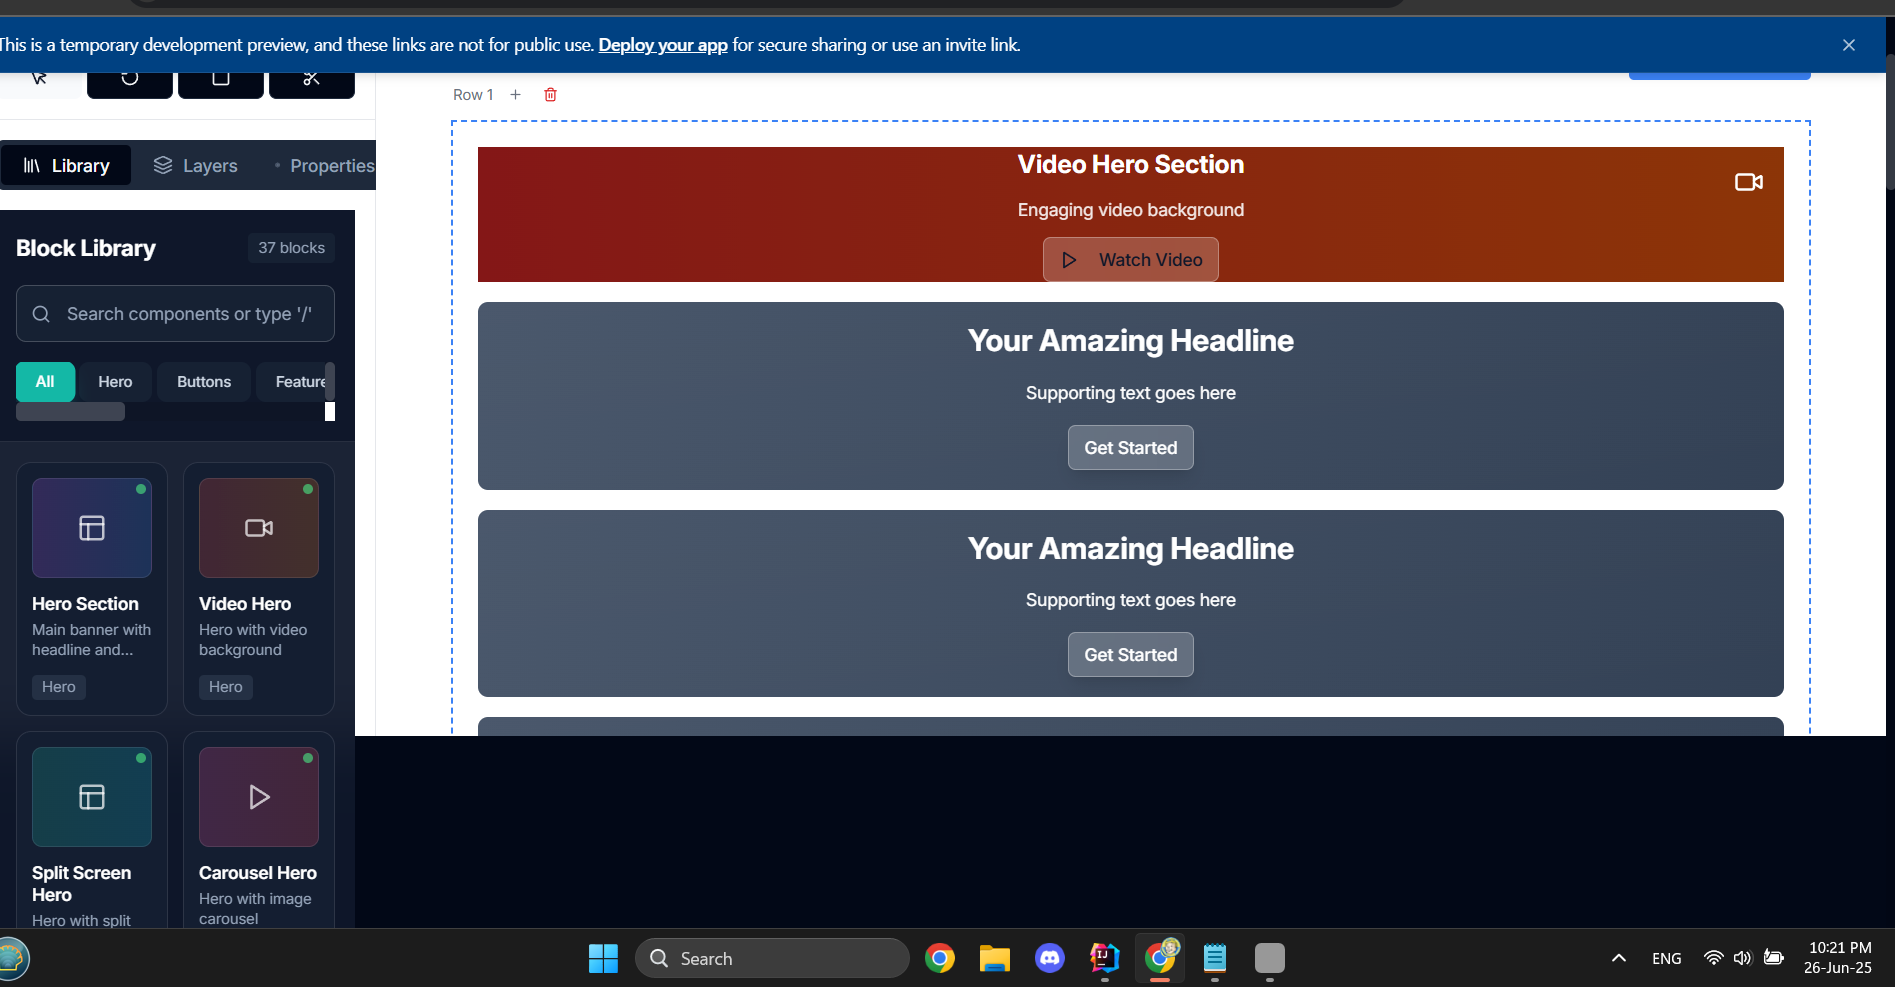 This is a temporary development preview, and these links are not for public use. Deploy your app for secure sharing or use an invite link.
Row 1
Library
Layers
Properties
Block Library
37 blocks
Search components or type '/'
All
Hero
Buttons
Feature
Hero Section
Main banner with
headline and...
Hero
Video Hero
Hero with video
background
Hero
Split Screen
Hero
Hero with split
Carousel Hero
Hero with image
carousel
Video Hero Section
Engaging video background
Watch Video
Your Amazing Headline
Supporting text goes here
Get Started
Your Amazing Headline
Supporting text goes here
Get Started
Search
ENG
10:21 PM
26-Jun-25